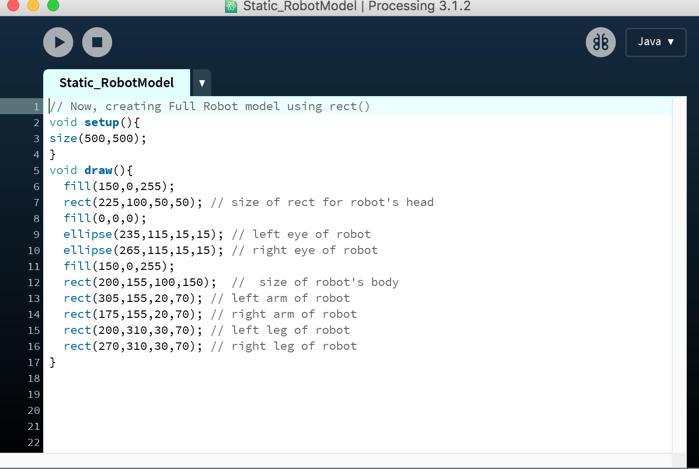 Static_RobotModel | Processing 3.1.2
Java ▼
Static_RobotModel ▼
1 // Now, creating Full Robot model using rect()
2 void setup(){
3 size(500,500);
4 }
5 void draw(){
6 fill(150,0,255);
7 rect(225,100,50,50); // size of rect for robot's head
8 fill(0,0,0);
9 ellipse(235,115,15,15); // left eye of robot
10 ellipse(265,115,15,15); // right eye of robot
11 fill(150,0,255);
12 rect(200,155,100,150);  //  size of robot's body
13 rect(305,155,20,70); // left arm of robot
14 rect(175,155,20,70); // right arm of robot
15 rect(200,310,30,70); // left leg of robot
16 rect(270,310,30,70); // right leg of robot
17 }
18
19
20
21
22